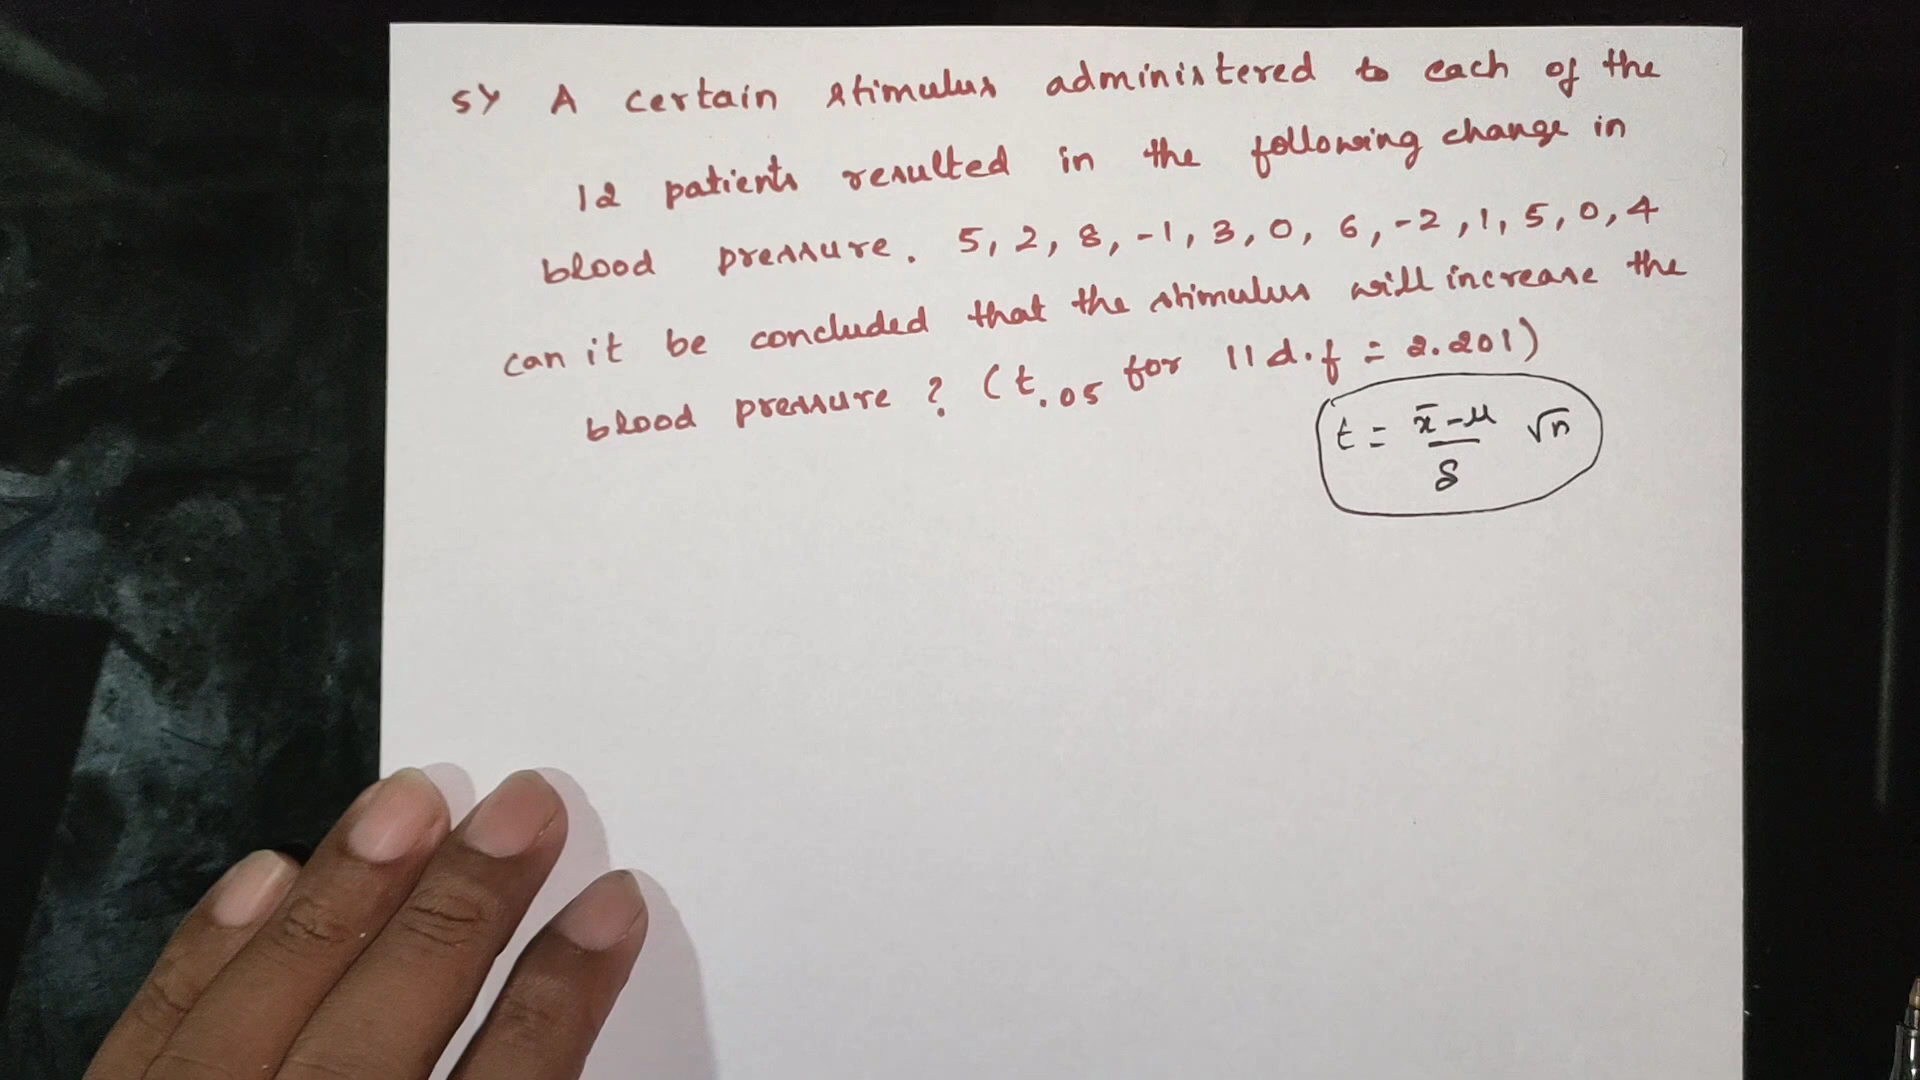 5) A certain stimulus administered to each of the
12 patients resulted in the following change in
blood pressure. 5, 2, 8, -1, 3, 0, 6, -2, 1, 5, 0, 4
can it be concluded that the stimulus will increase the
blood pressure? (t.05 for 11 d.f = 2.201)
t = x̄-μ/S √n